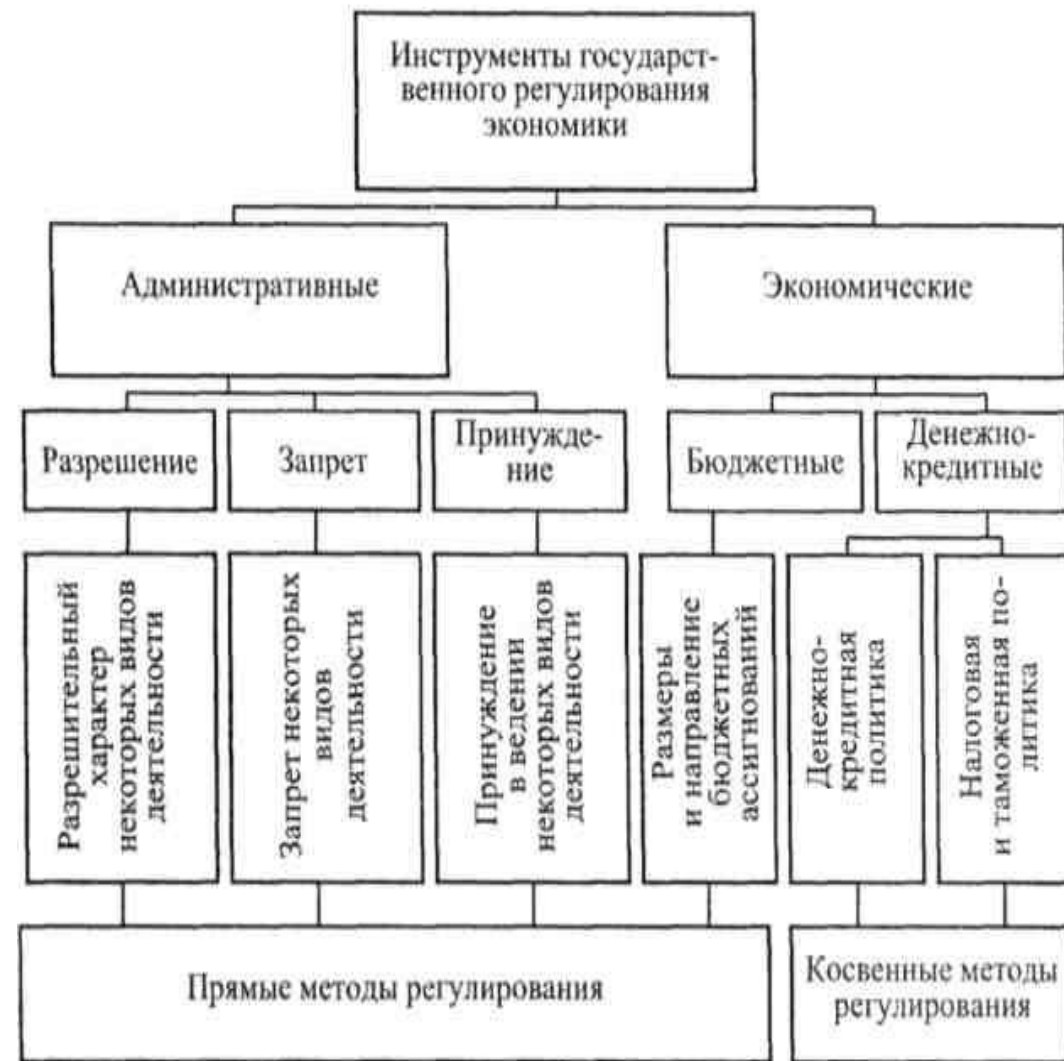 Инструменты государст-
венного регулирования
экономики
Административные
Экономические
Разрешение
Запрет
Принужде-
ние
Бюджетные
Денежно-
кредитные
Разрешительный
характер
некоторых видов
деятельности
Запрет некоторых
видов
деятельности
Принуждение
в ведении
некоторых видов
деятельности
Размеры
и направление
бюджетных
ассигнований
Денежно-
кредитная
политика
Налоговая
и таможенная по-
литика
Прямые методы регулирования
Косвенные методы
регулирования